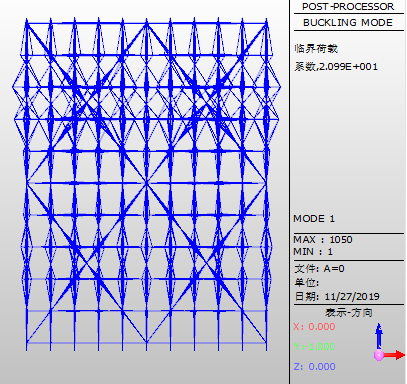 POST-PROCESSOR
BUCKLING MODE
临界荷载
系数,2.099E+001
MODE 1
MAX : 1050
MIN : 1
文件: A=0
单位:
日期: 11/27/2019
表示-方向
X: 0.000
Z: 0.000